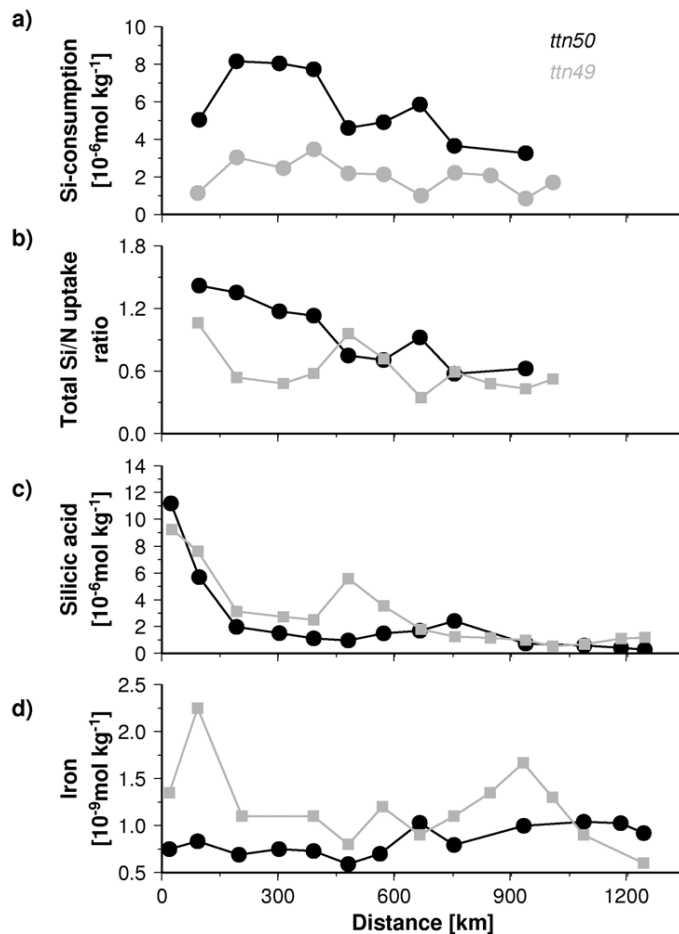 a)
Si-consumption
[10⁻⁶mol kg⁻¹]
10
8
6
4
2
0
ttn50
ttn49
b)
Total Si/N uptake
ratio
1.8
1.2
0.6
0.0
c)
Silicic acid
[10⁻⁶mol kg⁻¹]
14
12
10
8
6
4
2
0
d)
Iron
[10⁻⁹mol kg⁻¹]
2.5
2.0
1.5
1.0
0.5
0 300 600 900 1200
Distance [km]